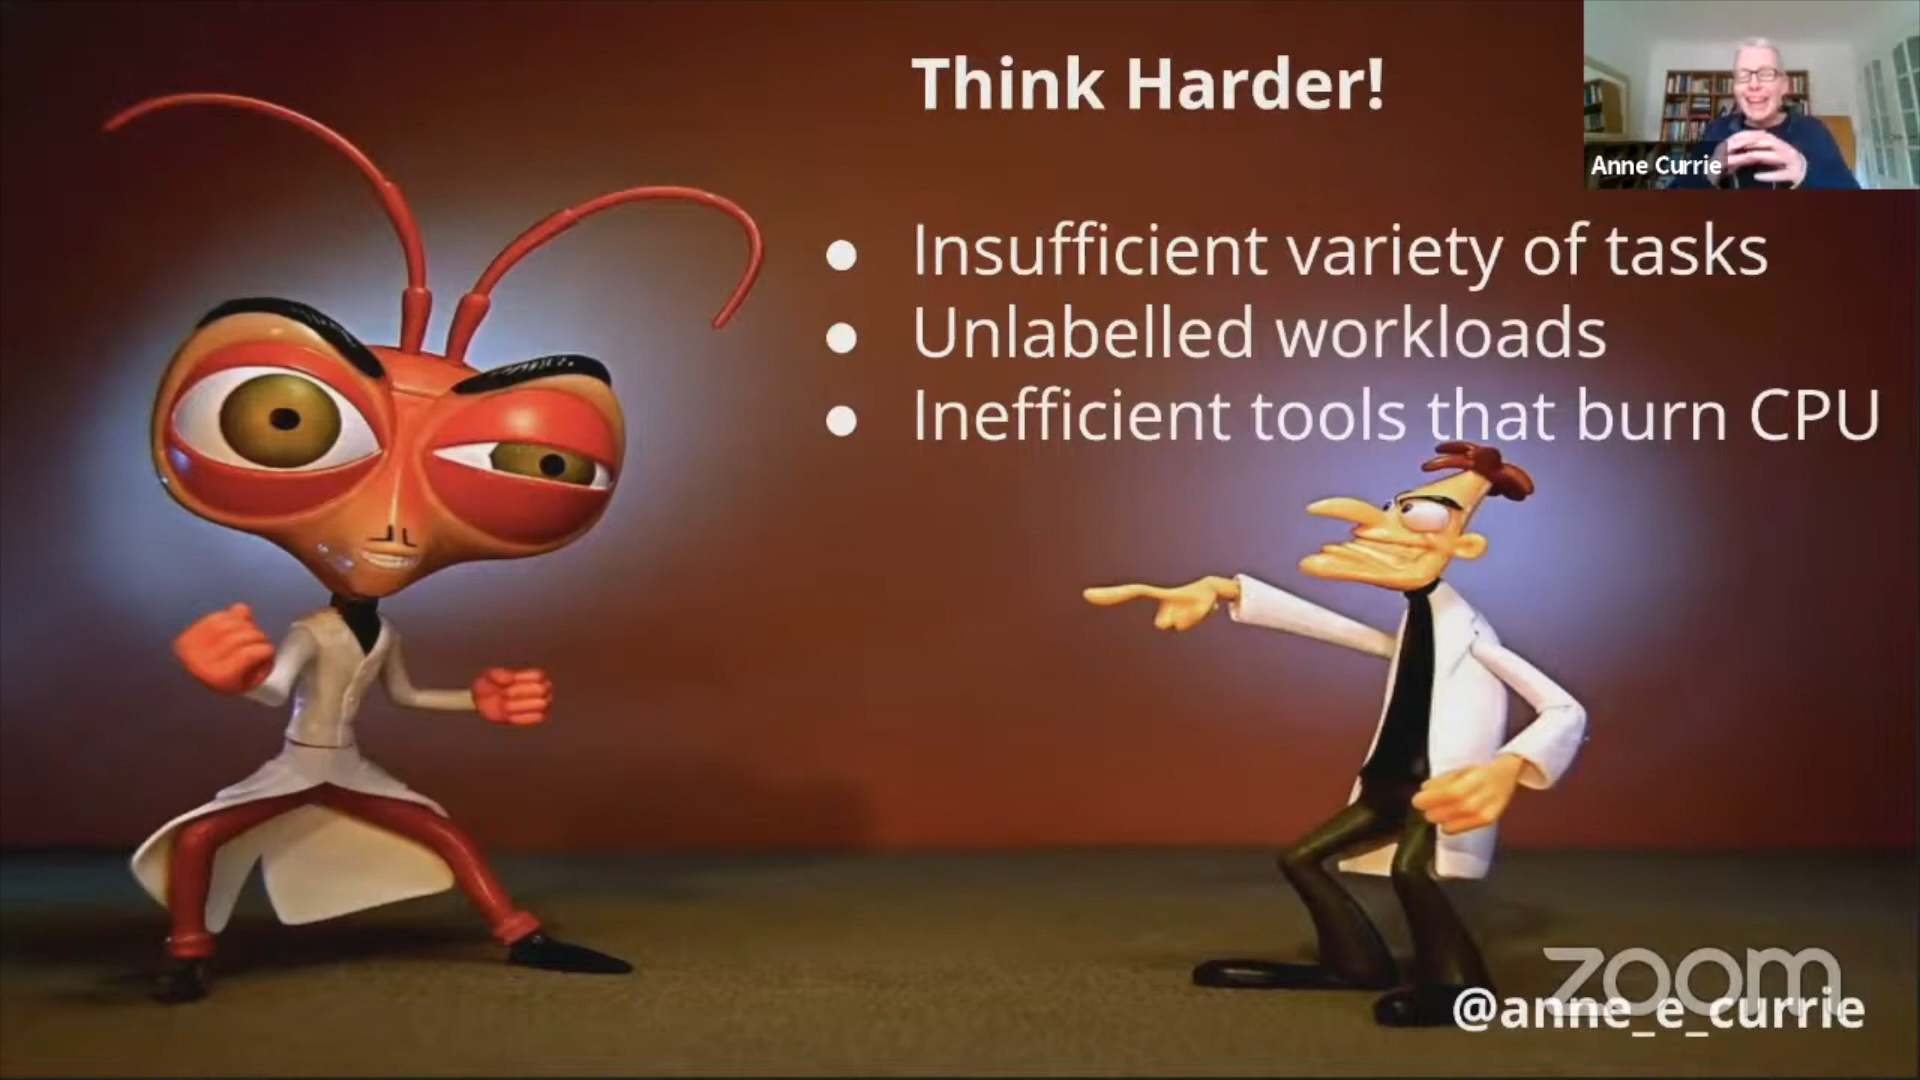 Think Harder!
Anne Currie
● Insufficient variety of tasks
● Unlabelled workloads
● Inefficient tools that burn CPU
zoom
@anne_e_currie